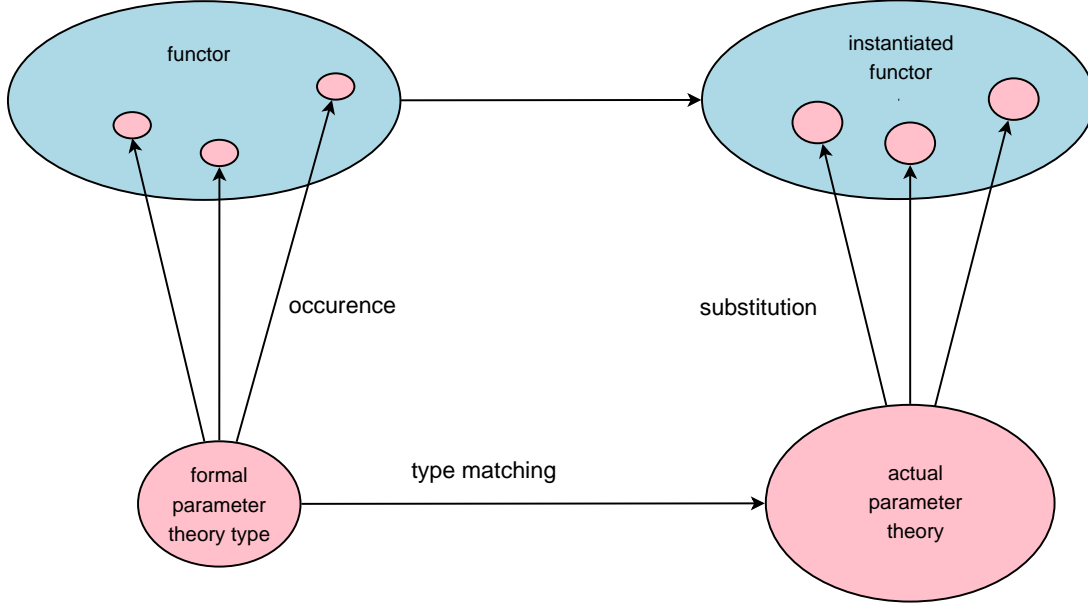 functor
instantiated
functor
occurence
substitution
type matching
formal
parameter
theory type
actual
parameter
theory